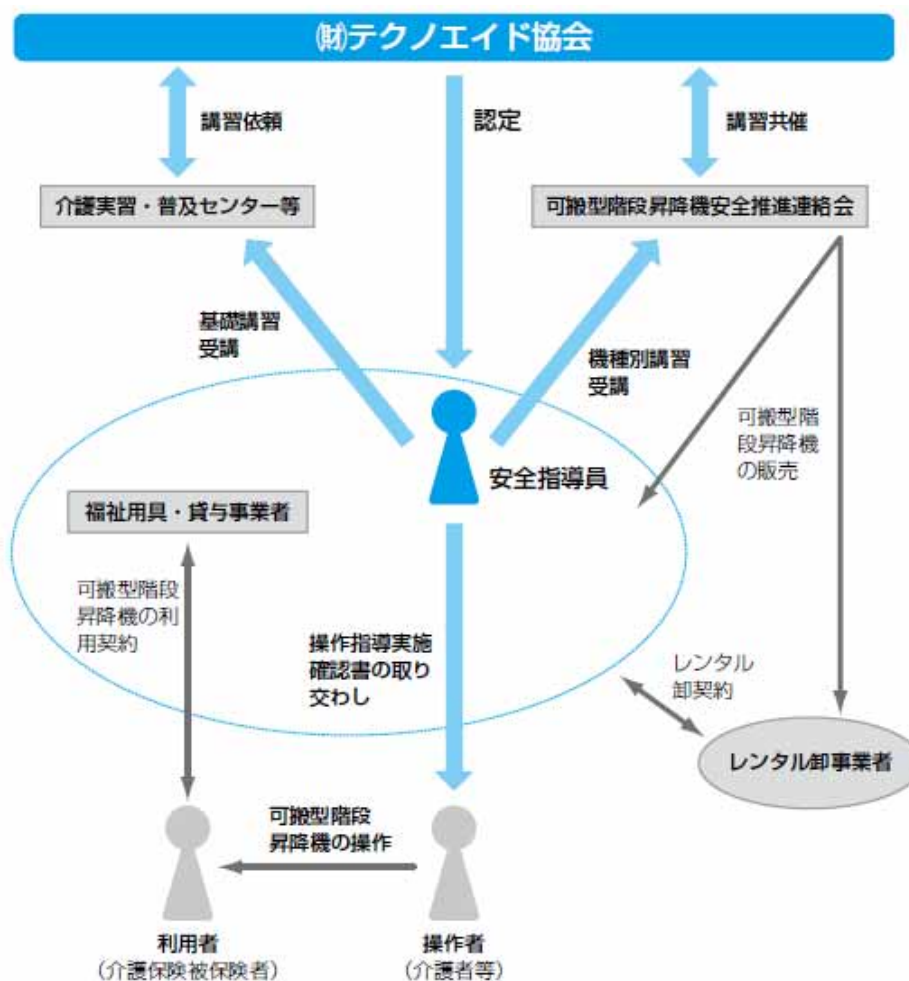 ㈶テクノエイド協会
講習依頼
認定
講習共催
介護実習・普及センター等
可搬型階段昇降機安全推進連絡会
基礎講習
受講
機種別講習
受講
可搬型階
段昇降機
の販売
安全指導員
福祉用具・貸与事業者
可搬型階段
昇降機の利
用契約
操作指導実施
確認書の取り
交わし
レンタル
卸契約
レンタル卸事業者
可搬型階段
昇降機の操作
利用者
（介護保険被保険者）
操作者
（介護者等）